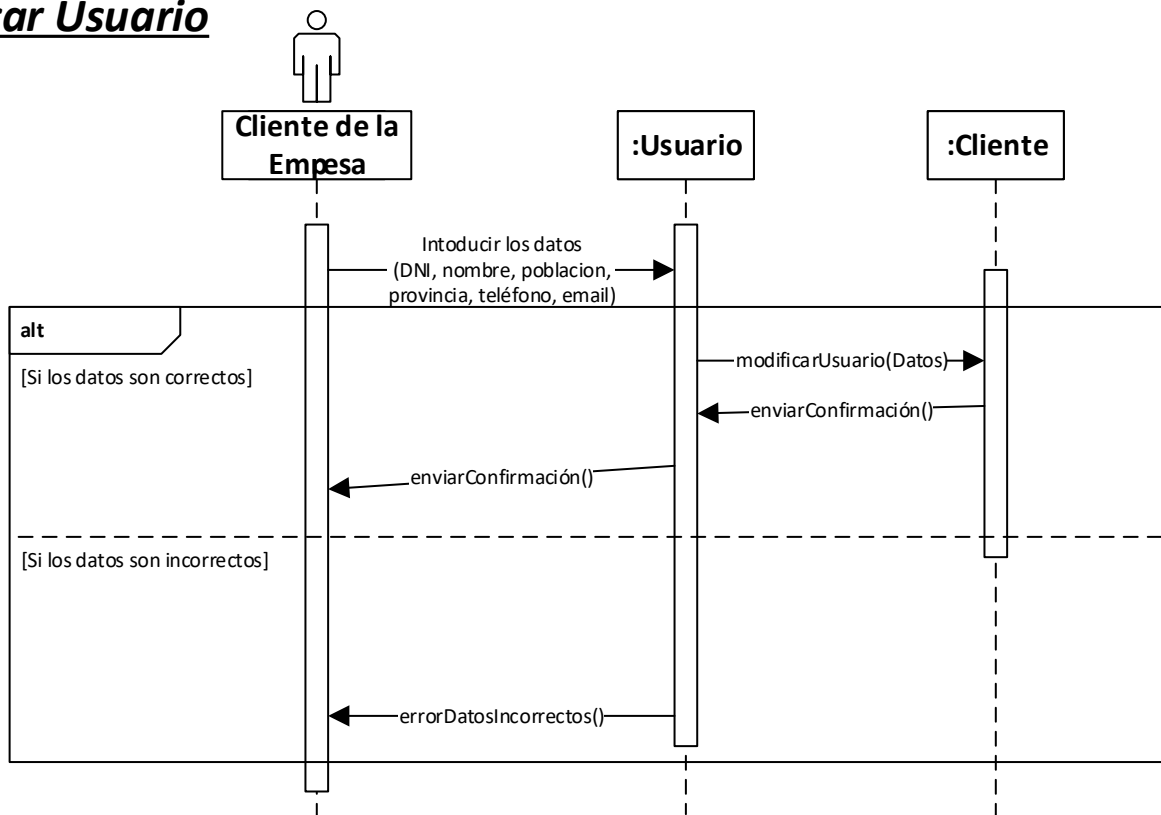 Usuario
Cliente de la
Empesa
:Usuario
:Cliente
Intoducir los datos
(DNI, nombre, poblacion,
provincia, teléfono, email)
alt
[Si los datos son correctos]
modificarUsuario(Datos)
enviarConfirmación()
enviarConfirmación()
[Si los datos son incorrectos]
errorDatosIncorrectos()